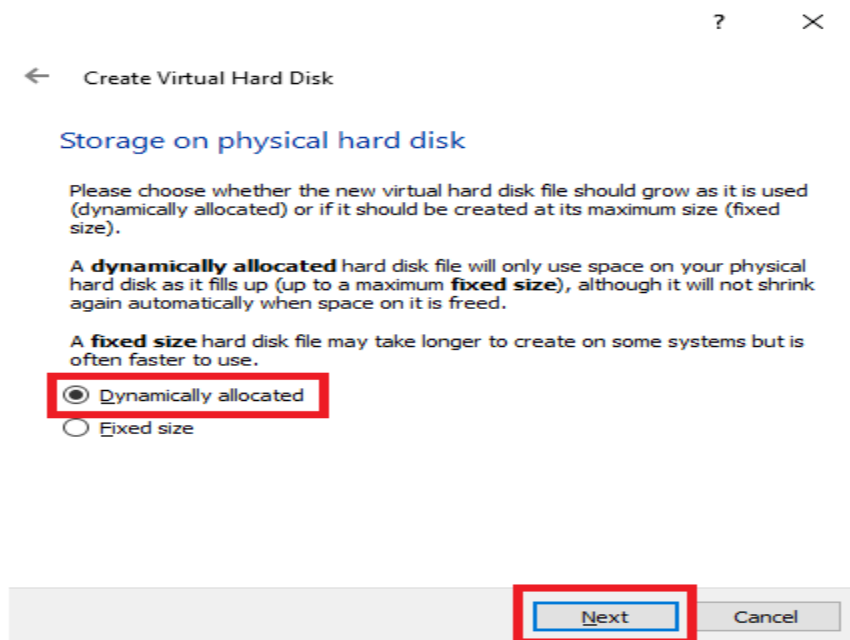 ?
Create Virtual Hard Disk
Storage on physical hard disk
Please choose whether the new virtual hard disk file should grow as it is used
(dynamically allocated) or if it should be created at its maximum size (fixed
size).
A dynamically allocated hard disk file will only use space on your physical
hard disk as it fills up (up to a maximum fixed size), although it will not shrink
again automatically when space on it is freed.
A fixed size hard disk file may take longer to create on some systems but is
often faster to use.
Dynamically allocated
Fixed size
Next Cancel